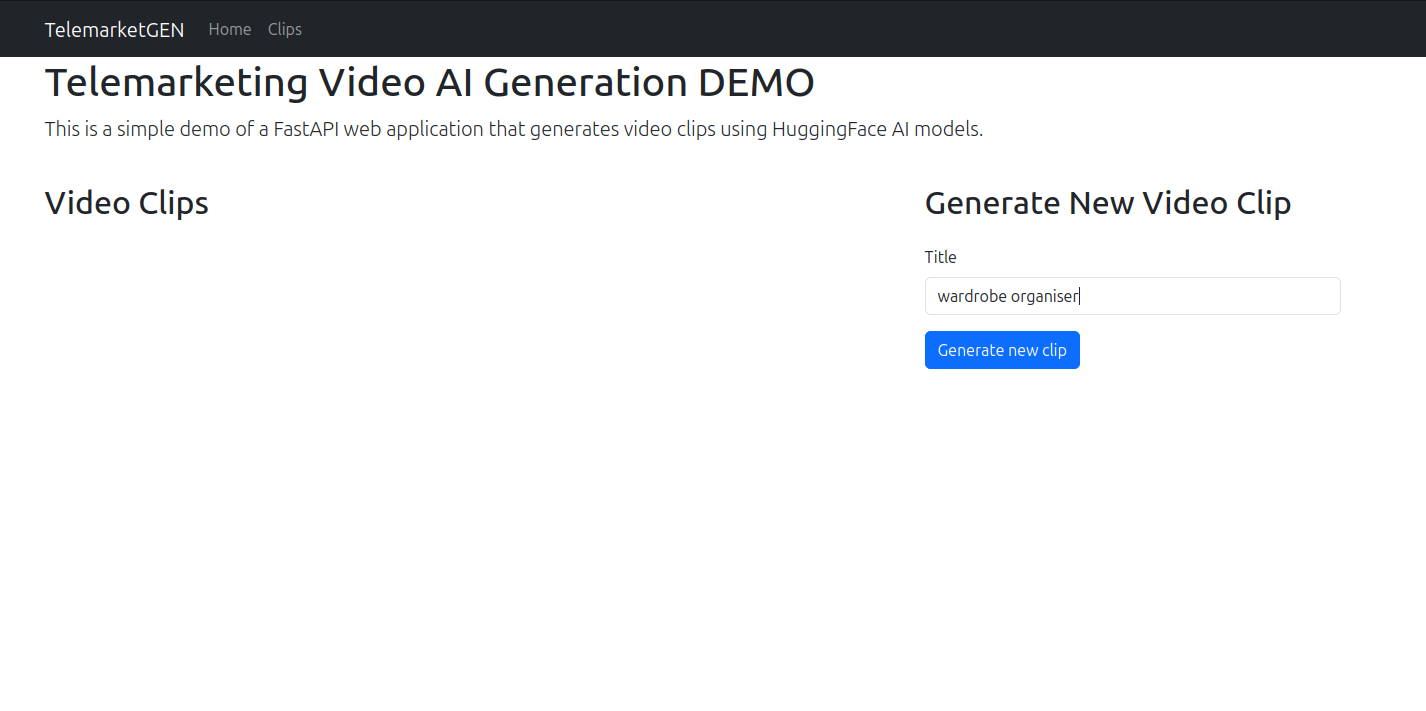 TelemarketGEN Home Clips
Telemarketing Video AI Generation DEMO
This is a simple demo of a FastAPI web application that generates video clips using HuggingFace AI models.
Video Clips
Generate New Video Clip
Title
wardrobe organiser
Generate new clip